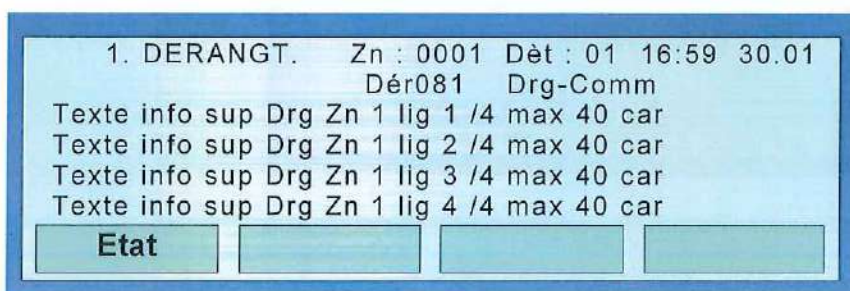 1. DERANGT. Zn : 0001 Dèt : 01 16:59 30.01
Dér081 Drg-Comm
Texte info sup Drg Zn 1 lig 1 /4 max 40 car
Texte info sup Drg Zn 1 lig 2 /4 max 40 car
Texte info sup Drg Zn 1 lig 3 /4 max 40 car
Texte info sup Drg Zn 1 lig 4 /4 max 40 car
Etat